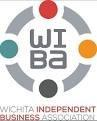 WI
BA
WICHITA INDEPENDENT
BUSINESS ASSOCIATION